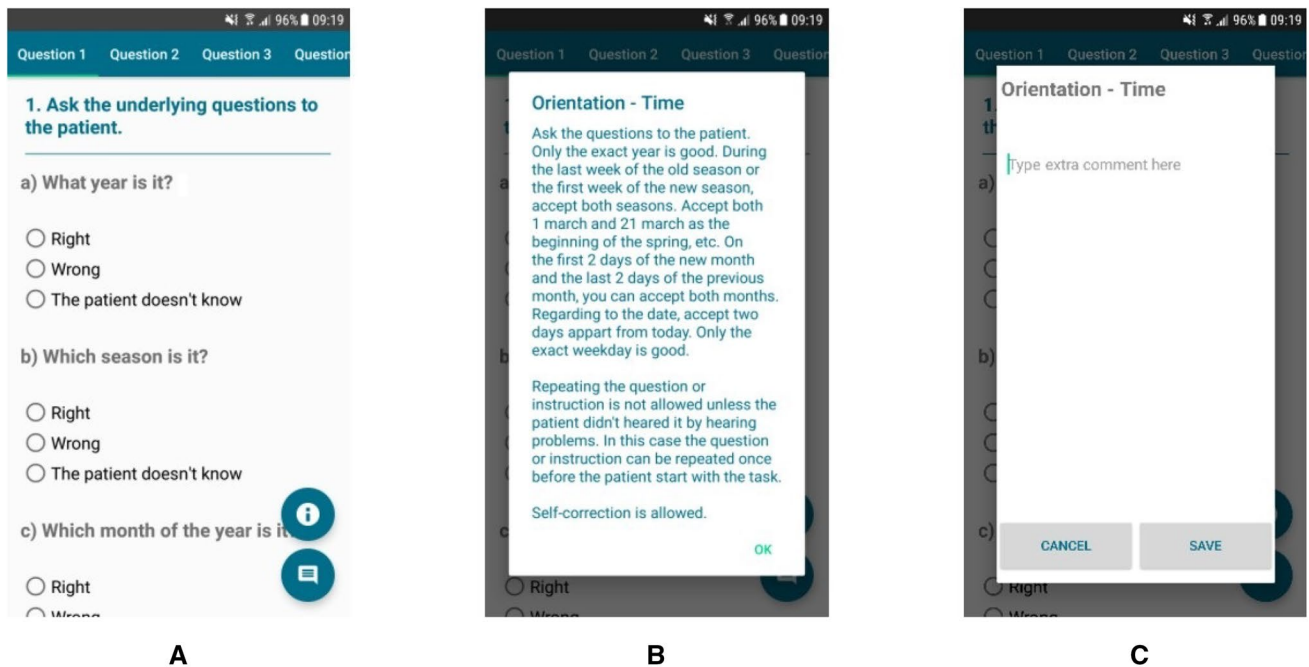 96% 09:19
Question 1 Question 2 Question 3 Question
1. Ask the underlying questions to
the patient.
a) What year is it?
Right
Wrong
The patient doesn't know
b) Which season is it?
Right
Wrong
The patient doesn't know
c) Which month of the year is it
Right
Wrong
A
96% 09:19
Question 1 Question 2 Question 3 Question
Orientation - Time
Ask the questions to the patient.
Only the exact year is good. During
the last week of the old season or
the first week of the new season,
accept both seasons. Accept both
1 march and 21 march as the
beginning of the spring, etc. On
the first 2 days of the new month
and the last 2 days of the previous
month, you can accept both months.
Regarding to the date, accept two
days appart from today. Only the
exact weekday is good.
Repeating the question or
instruction is not allowed unless the
patient didn't heared it by hearing
problems. In this case the question
or instruction can be repeated once
before the patient start with the task.
Self-correction is allowed.
OK
Right
Wrong
B
96% 09:19
Question 1 Question 2 Question 3 Question
Orientation - Time
1.
th
Type extra comment here
a)
b)
c)
CANCEL SAVE
Right
Wrong
C